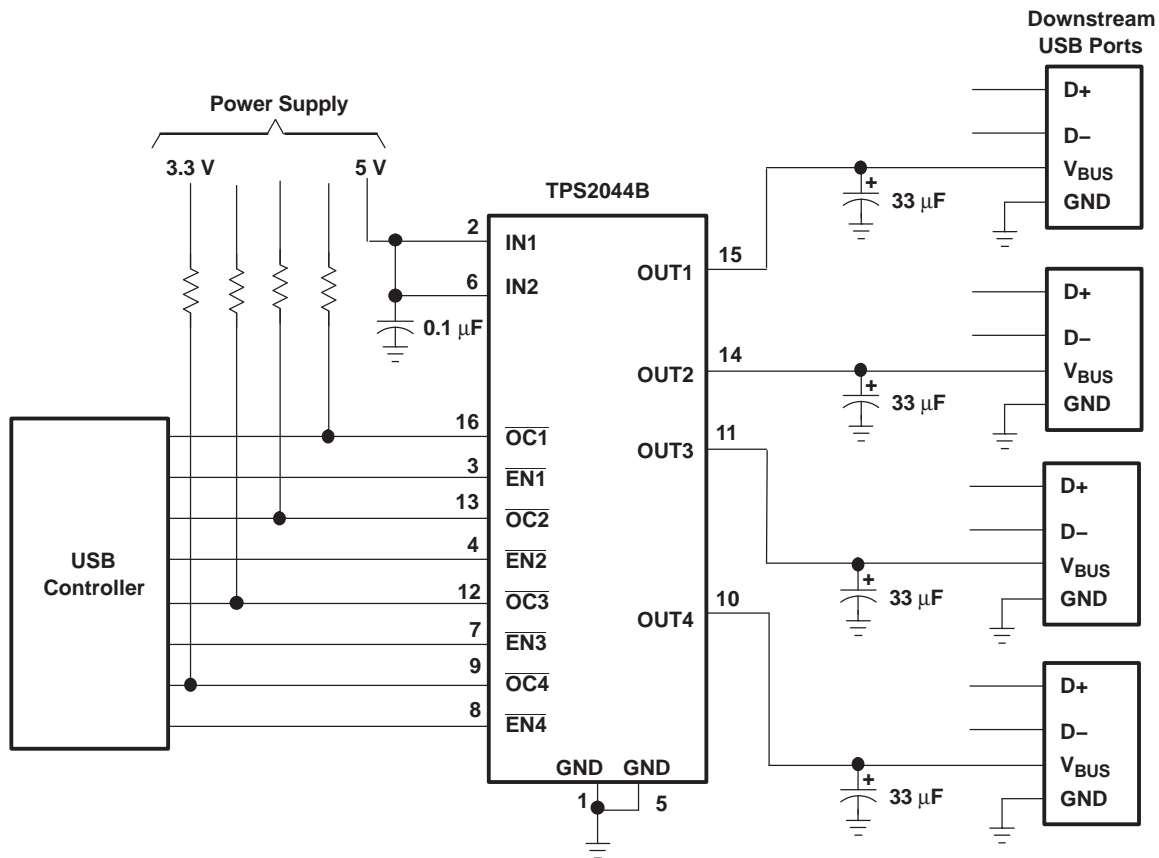 Downstream
USB Ports
D+
D−
VBUS
GND
Power Supply
3.3 V
5 V
TPS2044B
2
IN1
6
IN2
0.1 μF
OUT1
15
33 μF
D+
D−
VBUS
GND
OUT2
14
33 μF
USB
Controller
16
OC1
3
EN1
13
OC2
4
EN2
12
OC3
7
EN3
9
OC4
8
EN4
OUT3
11
33 μF
D+
D−
VBUS
GND
OUT4
10
33 μF
D+
D−
VBUS
GND
GND GND
1
5